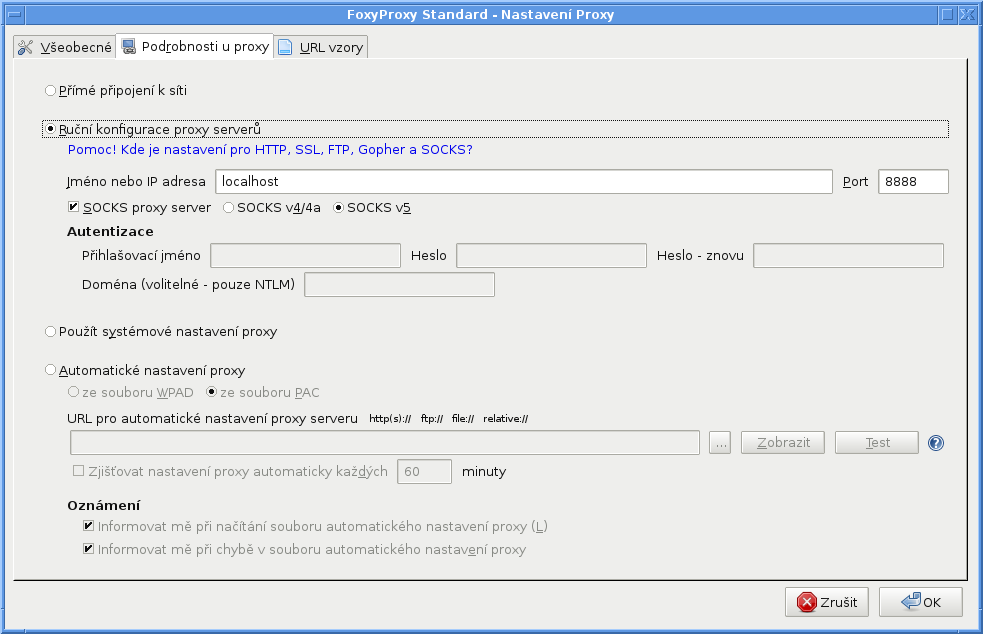 FoxyProxy Standard - Nastavení Proxy
Všeobecné Podrobnosti u proxy URL vzory
Přímé připojení k síti
Ruční konfigurace proxy serverů
Pomoc! Kde je nastavení pro HTTP, SSL, FTP, Gopher a SOCKS?
Jméno nebo IP adresa localhost Port 8888
SOCKS proxy server SOCKS v4/4a SOCKS v5
Autentizace
Přihlašovací jméno Heslo Heslo - znovu
Doména (volitelné - pouze NTLM)
Použít systémové nastavení proxy
Automatické nastavení proxy
ze souboru WPAD ze souboru PAC
URL pro automatické nastavení proxy serveru http(s):// ftp:// file:// relative://
... Zobrazit Test ?
Zjišťovat nastavení proxy automaticky každých 60 minuty
Oznámení
Informovat mě při načítání souboru automatického nastavení proxy (L)
Informovat mě při chybě v souboru automatického nastavení proxy
Zrušit OK